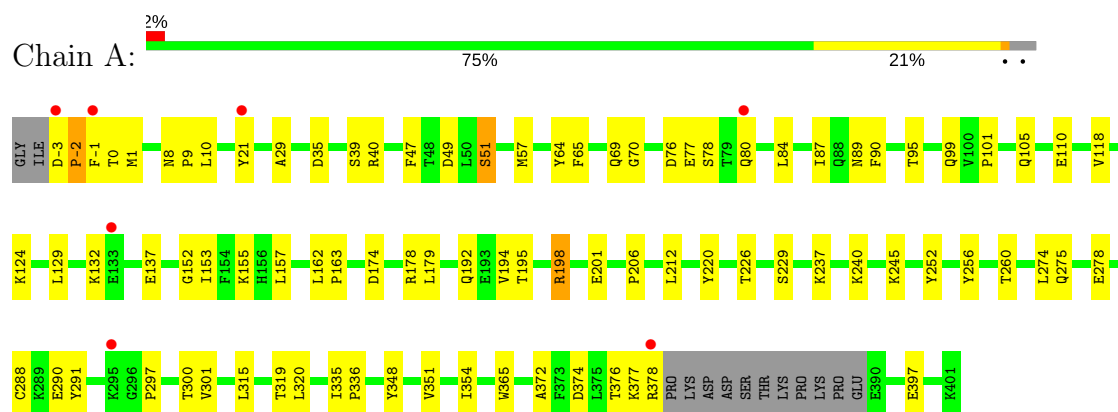 2%
Chain A:
75% 21% • •
GLY ILE D-3 P-2 F-1 T0 M1 N8 P9 L10 Y21 A29 D35 S39 R40 F47 T48 D49 L50 S51 M57 Y64 F65 Q69 G70 D76 E77 S78 T79 Q80 L84 I87 Q88 N89 F90 T95 Q99 V100 P101 Q105 E110 V118
K124 L129 K132 E133 E137 G152 I153 F154 K155 H156 L157 L162 P163 D174 R178 L179 Q192 E193 V194 T195 R198 E201 P206 L212 Y220 T226 S229 K237 K240 K245 Y252 Y256 T260 L274 Q275 E278
C288 K289 E290 Y291 K295 G296 P297 T300 V301 L315 T319 L320 I335 P336 Y348 V351 I354 W365 A372 F373 D374 L375 T376 K377 R378 PRO LYS ASP ASP SER THR LYS PRO LYS PRO GLU E390 E397 K401